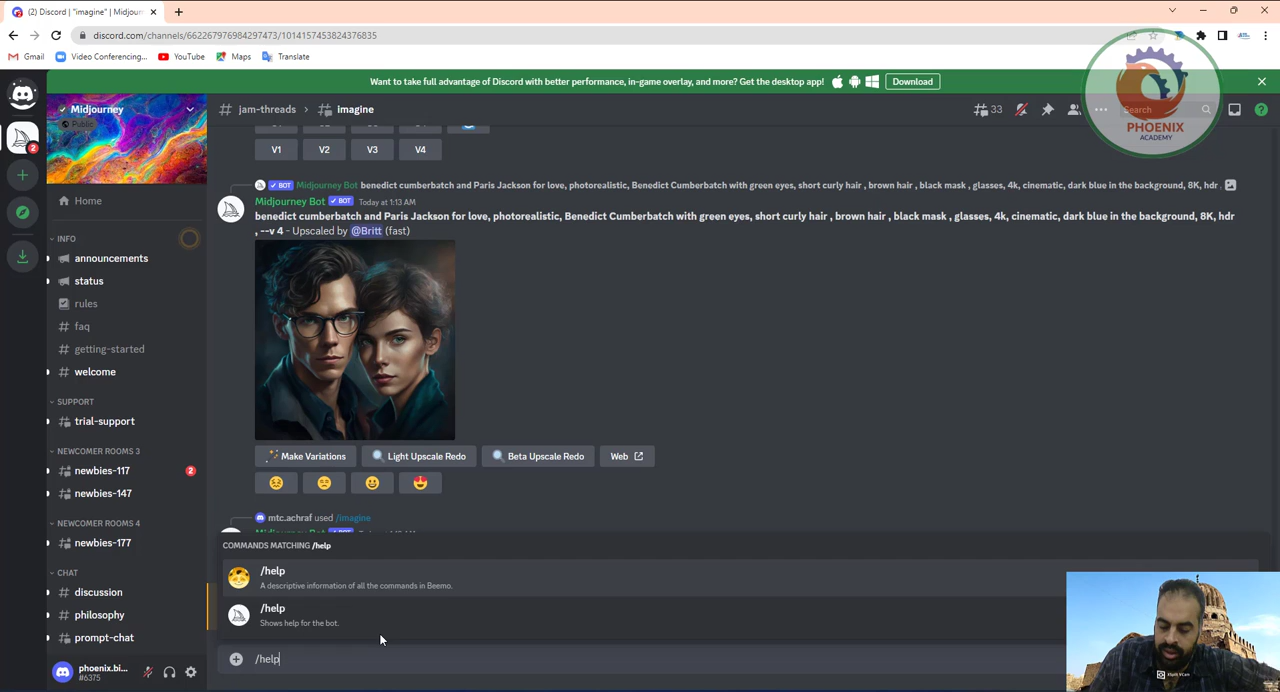 (2) Discord | "imagine" | Midjour
discord.com/channels/662267976984297473/1014157453824376835
Gmail
Video Conferencing...
YouTube
Maps
Translate
Want to take full advantage of Discord with better performance, in-game overlay, and more? Get the desktop app!
Download
Midjourney
Public
jam-threads
imagine
33
Search
PHOENIX
ACADEMY
V1
V2
V3
V4
BOT Midjourney Bot benedict cumberbatch and Paris Jackson for love, photorealistic, Benedict Cumberbatch with green eyes, short curly hair , brown hair , black mask , glasses, 4k, cinematic, dark blue in the background, 8K, hdr ,
Midjourney Bot BOT Today at 1:13 AM
benedict cumberbatch and Paris Jackson for love, photorealistic, Benedict Cumberbatch with green eyes, short curly hair , brown hair , black mask , glasses, 4k, cinematic, dark blue in the background, 8K, hdr
, --v 4 - Upscaled by @Britt (fast)
Make Variations
Light Upscale Redo
Beta Upscale Redo
Web
mtc.achraf used /imagine
Midjourney Bot BOT
COMMANDS MATCHING /help
/help
A descriptive information of all the commands in Beemo.
/help
Shows help for the bot.
/help
2
Home
INFO
announcements
status
rules
faq
getting-started
welcome
SUPPORT
trial-support
NEWCOMER ROOMS 3
newbies-117
2
newbies-147
NEWCOMER ROOMS 4
newbies-177
CHAT
discussion
philosophy
prompt-chat
phoenix.bi...
#6375
XSplit VCam